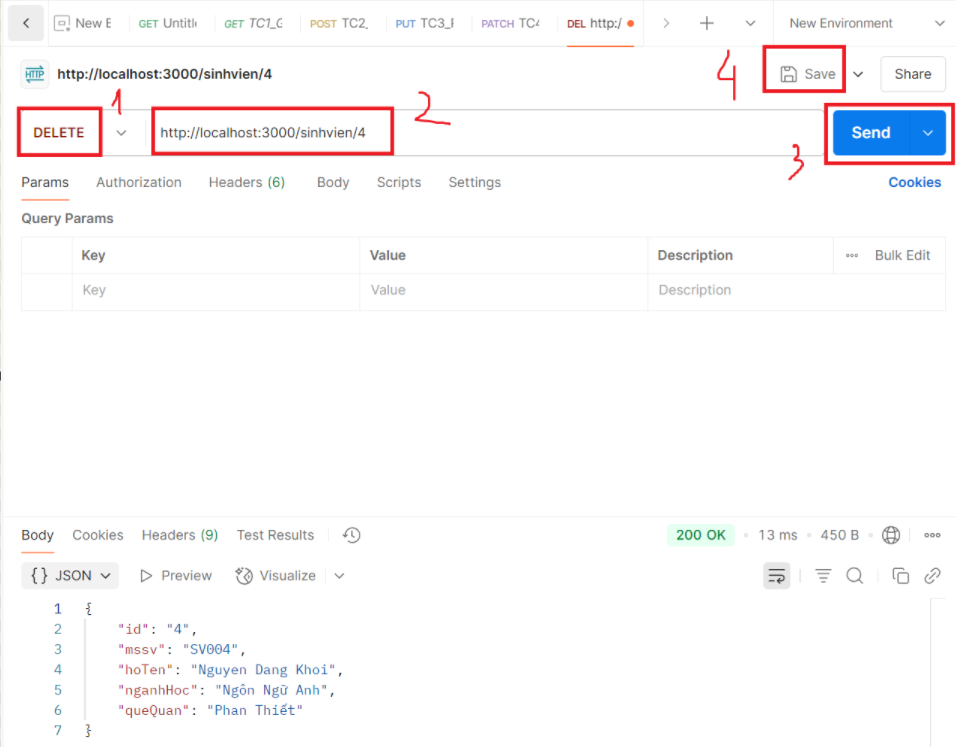 New E GET Untitl GET TC1_G POST TC2_ PUT TC3_F PATCH TC4 DEL http:/ New Environment
HTTP http://localhost:3000/sinhvien/4 4 Save Share
1 2
DELETE http://localhost:3000/sinhvien/4 Send
3
Params Authorization Headers (6) Body Scripts Settings Cookies
Query Params
Key Value Description Bulk Edit
Key Value Description
Body Cookies Headers (9) Test Results 200 OK 13 ms 450 B
{} JSON Preview Visualize
1 {
2 "id": "4",
3 "mssv": "SV004",
4 "hoTen": "Nguyen Dang Khoi",
5 "nganhHoc": "Ngôn Ngữ Anh",
6 "queQuan": "Phan Thiết"
7 }